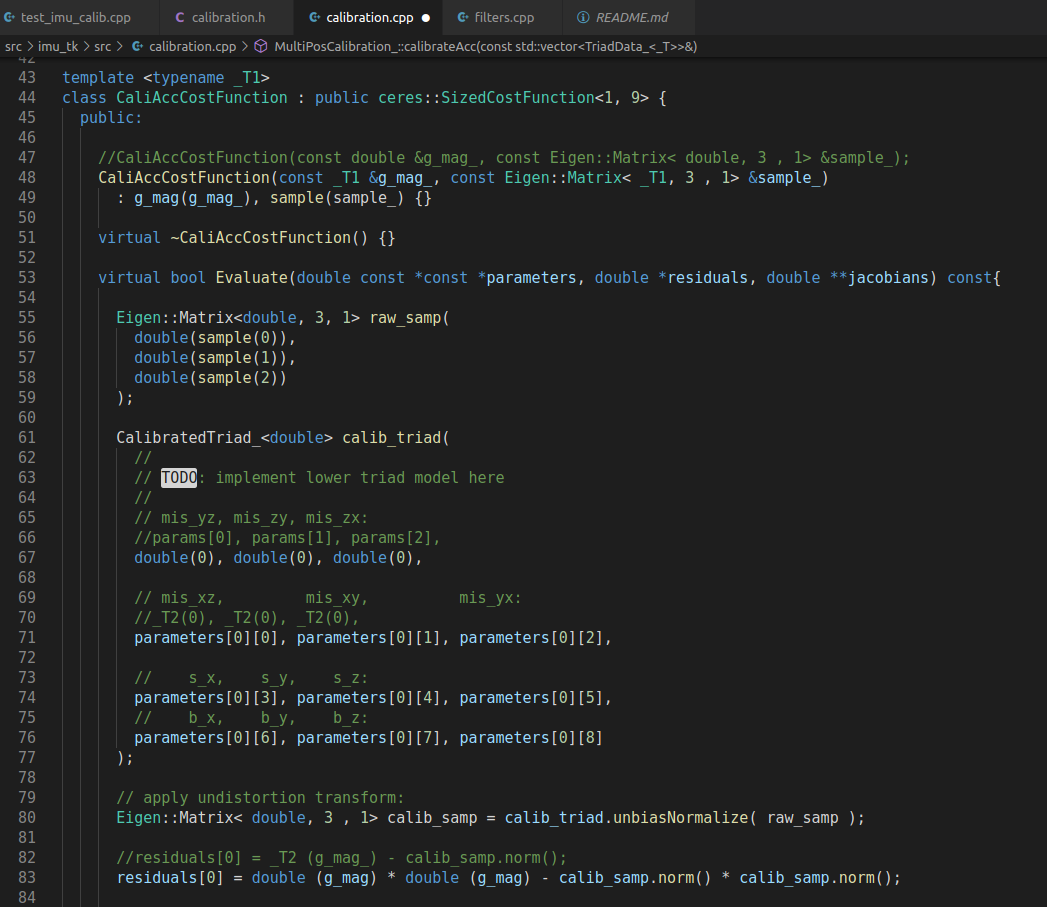 test_imu_calib.cpp C calibration.h calibration.cpp filters.cpp README.md
src > imu_tk > src > calibration.cpp > MultiPosCalibration_::calibrateAcc(const std::vector<TriadData_<_T>>&)
42
43 template <typename _T1>
44 class CaliAccCostFunction : public ceres::SizedCostFunction<1, 9> {
45 public:
46
47 //CaliAccCostFunction(const double &g_mag_, const Eigen::Matrix< double, 3 , 1> &sample_);
48 CaliAccCostFunction(const _T1 &g_mag_, const Eigen::Matrix< _T1, 3 , 1> &sample_)
49 : g_mag(g_mag_), sample(sample_) {}
50
51 virtual ~CaliAccCostFunction() {}
52
53 virtual bool Evaluate(double const *const *parameters, double *residuals, double **jacobians) const{
54
55 Eigen::Matrix<double, 3, 1> raw_samp(
56 double(sample(0)),
57 double(sample(1)),
58 double(sample(2))
59 );
60
61 CalibratedTriad_<double> calib_triad(
62 //
63 // TODO: implement lower triad model here
64 //
65 // mis_yz, mis_zy, mis_zx:
66 //params[0], params[1], params[2],
67 double(0), double(0), double(0),
68
69 // mis_xz, mis_xy, mis_yx:
70 //_T2(0), _T2(0), _T2(0),
71 parameters[0][0], parameters[0][1], parameters[0][2],
72
73 // s_x, s_y, s_z:
74 parameters[0][3], parameters[0][4], parameters[0][5],
75 // b_x, b_y, b_z:
76 parameters[0][6], parameters[0][7], parameters[0][8]
77 );
78
79 // apply undistortion transform:
80 Eigen::Matrix< double, 3 , 1> calib_samp = calib_triad.unbiasNormalize( raw_samp );
81
82 //residuals[0] = _T2 (g_mag_) - calib_samp.norm();
83 residuals[0] = double (g_mag) * double (g_mag) - calib_samp.norm() * calib_samp.norm();
84